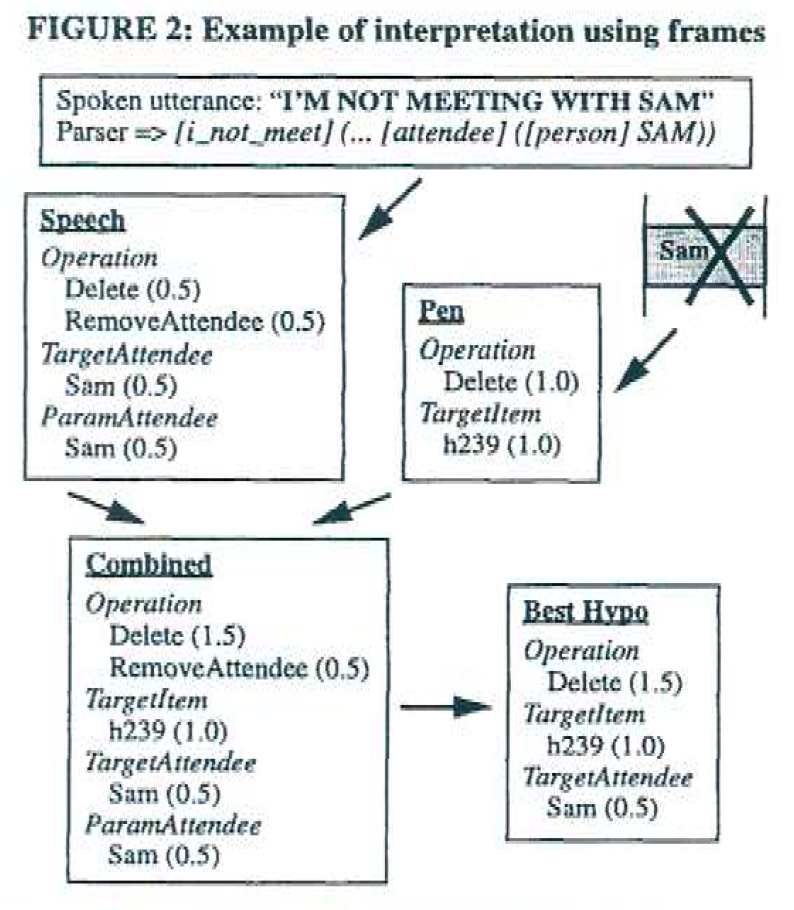 FIGURE 2: Example of interpretation using frames
Spoken utterance: “I'M NOT MEETING WITH SAM”
Parser => [i_not_meet] (... [attendee] ([person] SAM))
Speech
Operation
Delete (0.5)
RemoveAttendee (0.5)
TargetAttendee
Sam (0.5)
ParamAttendee
Sam (0.5)
Sam
Pen
Operation
Delete (1.0)
TargetItem
h239 (1.0)
Combined
Operation
Delete (1.5)
RemoveAttendee (0.5)
TargetItem
h239 (1.0)
TargetAttendee
Sam (0.5)
ParamAttendee
Sam (0.5)
Best Hypo
Operation
Delete (1.5)
TargetItem
h239 (1.0)
TargetAttendee
Sam (0.5)